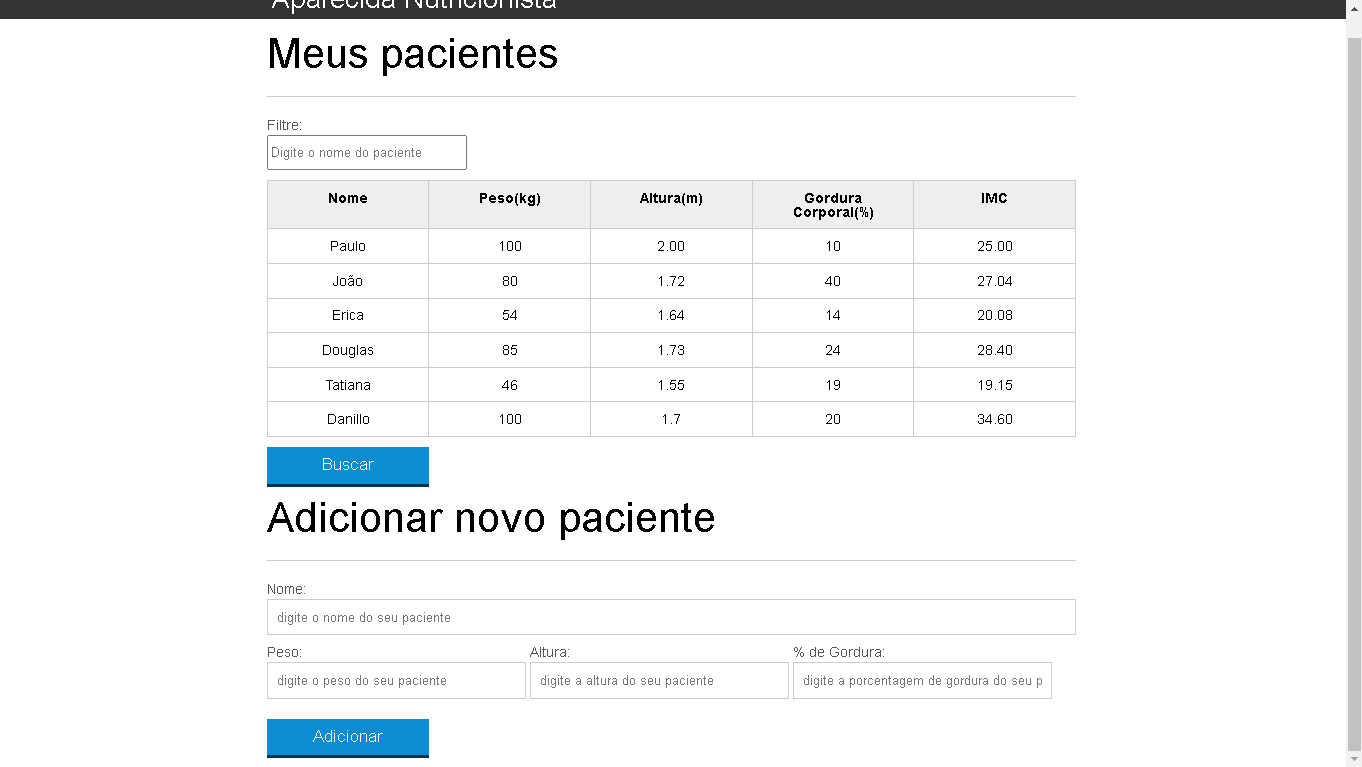 Aparecida Nutricionista
Meus pacientes
Filtre:
Digite o nome do paciente
Nome Peso(kg) Altura(m) Gordura Corporal(%) IMC
Paulo 100 2.00 10 25.00
João 80 1.72 40 27.04
Erica 54 1.64 14 20.08
Douglas 85 1.73 24 28.40
Tatiana 46 1.55 19 19.15
Danillo 100 1.7 20 34.60
Buscar
Adicionar novo paciente
Nome:
digite o nome do seu paciente
Peso: Altura: % de Gordura:
digite o peso do seu paciente digite a altura do seu paciente digite a porcentagem de gordura do seu p
Adicionar